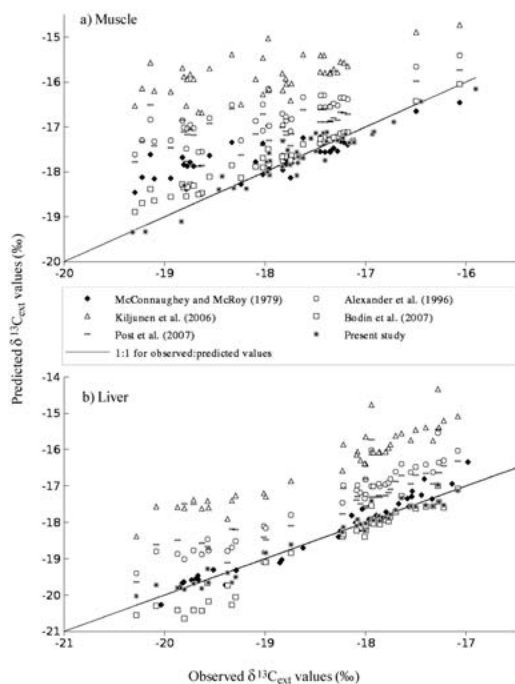 a) Muscle
-15
-16
-17
-18
-19
-20
-20 -19 -18 -17 -16
Predicted δ ¹³C_ext values (‰)
McConnaughey and McRoy (1979) Alexander et al. (1996)
Kiljunen et al. (2006) Bodin et al. (2007)
Post et al. (2007) Present study
1:1 for observed:predicted values
b) Liver
-14
-15
-16
-17
-18
-19
-20
-21
-21 -20 -19 -18 -17
Observed δ¹³C_ext values (‰)